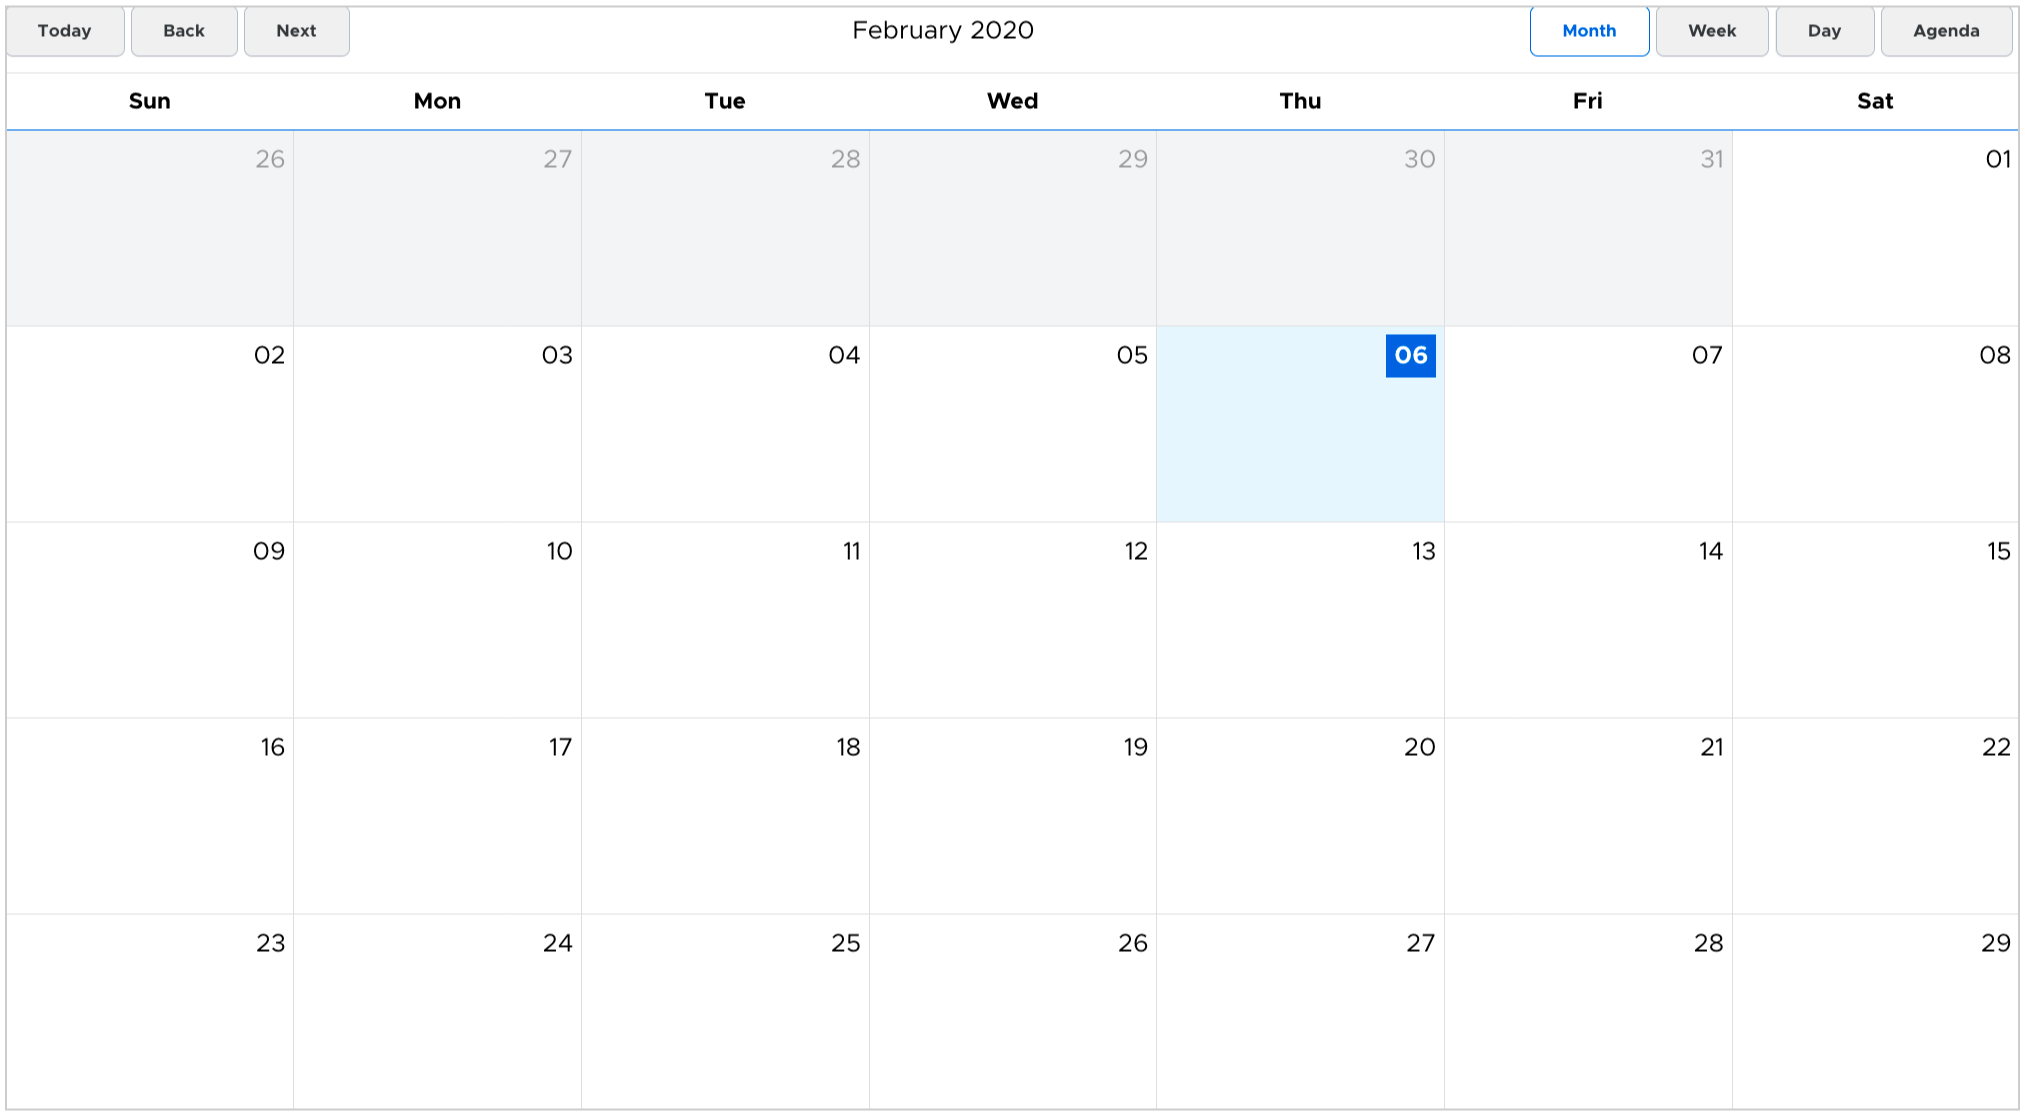 Today Back Next February 2020 Month Week Day Agenda
Sun Mon Tue Wed Thu Fri Sat
26 27 28 29 30 31 01
02 03 04 05 06 07 08
09 10 11 12 13 14 15
16 17 18 19 20 21 22
23 24 25 26 27 28 29